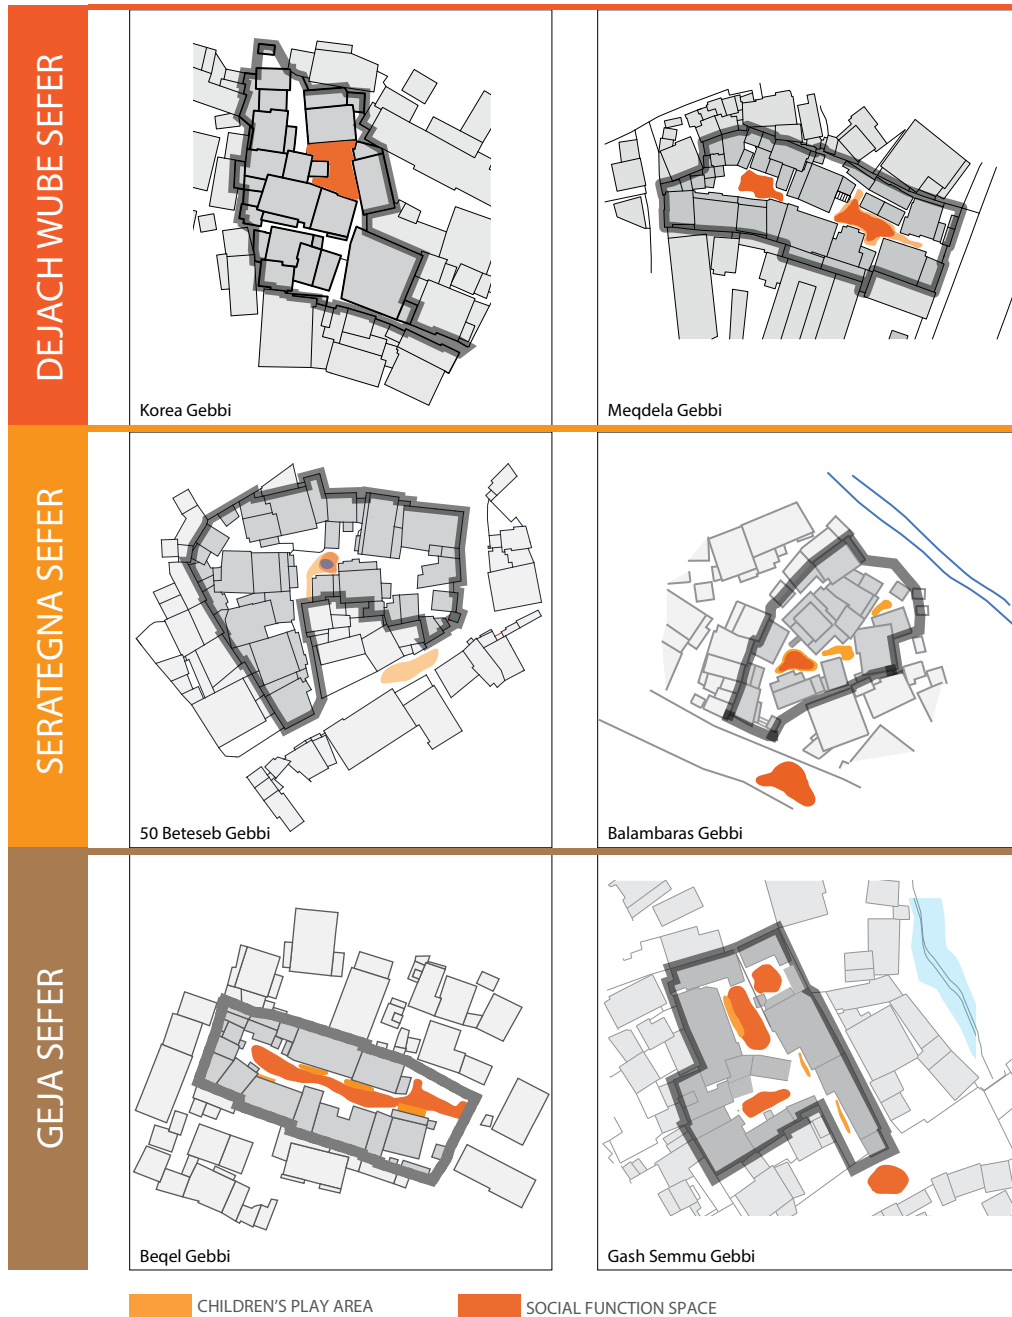 DEJACH WUBE SEFER
Korea Gebbi
Meqdela Gebbi
SERATEGNA SEFER
50 Beteseb Gebbi
Balambaras Gebbi
GEJA SEFER
Beqel Gebbi
Gash Semmu Gebbi
CHILDREN'S PLAY AREA
SOCIAL FUNCTION SPACE